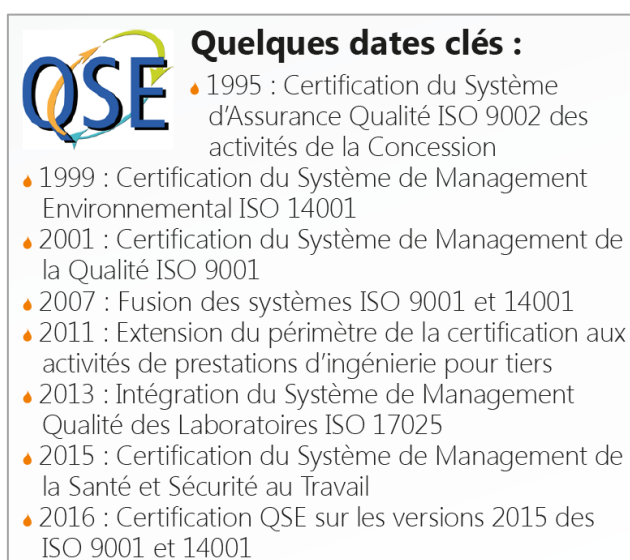 QSE
Quelques dates clés :
1995 : Certification du Système
d’Assurance Qualité ISO 9002 des
activités de la Concession
1999 : Certification du Système de Management
Environnemental ISO 14001
2001 : Certification du Système de Management de
la Qualité ISO 9001
2007 : Fusion des systèmes ISO 9001 et 14001
2011 : Extension du périmètre de la certification aux
activités de prestations d’ingénierie pour tiers
2013 : Intégration du Système de Management
Qualité des Laboratoires ISO 17025
2015 : Certification du Système de Management de
la Santé et Sécurité au Travail
2016 : Certification QSE sur les versions 2015 des
ISO 9001 et 14001